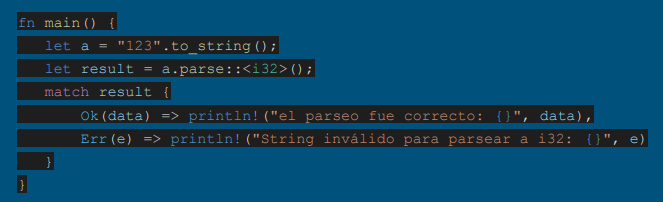 fn main() {
let a = "123".to_string();
let result = a.parse::<i32>();
match result {
Ok(data) => println!("el parseo fue correcto: {}", data),
Err(e) => println!("String inválido para parsear a i32: {}", e)
}
}